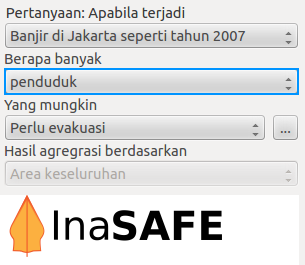 Pertanyaan: Apabila terjadi
Banjir di Jakarta seperti tahun 2007
Berapa banyak
penduduk
Yang mungkin
Perlu evakuasi
...
Hasil agregrasi berdasarkan
Area keseluruhan
InaSAFE